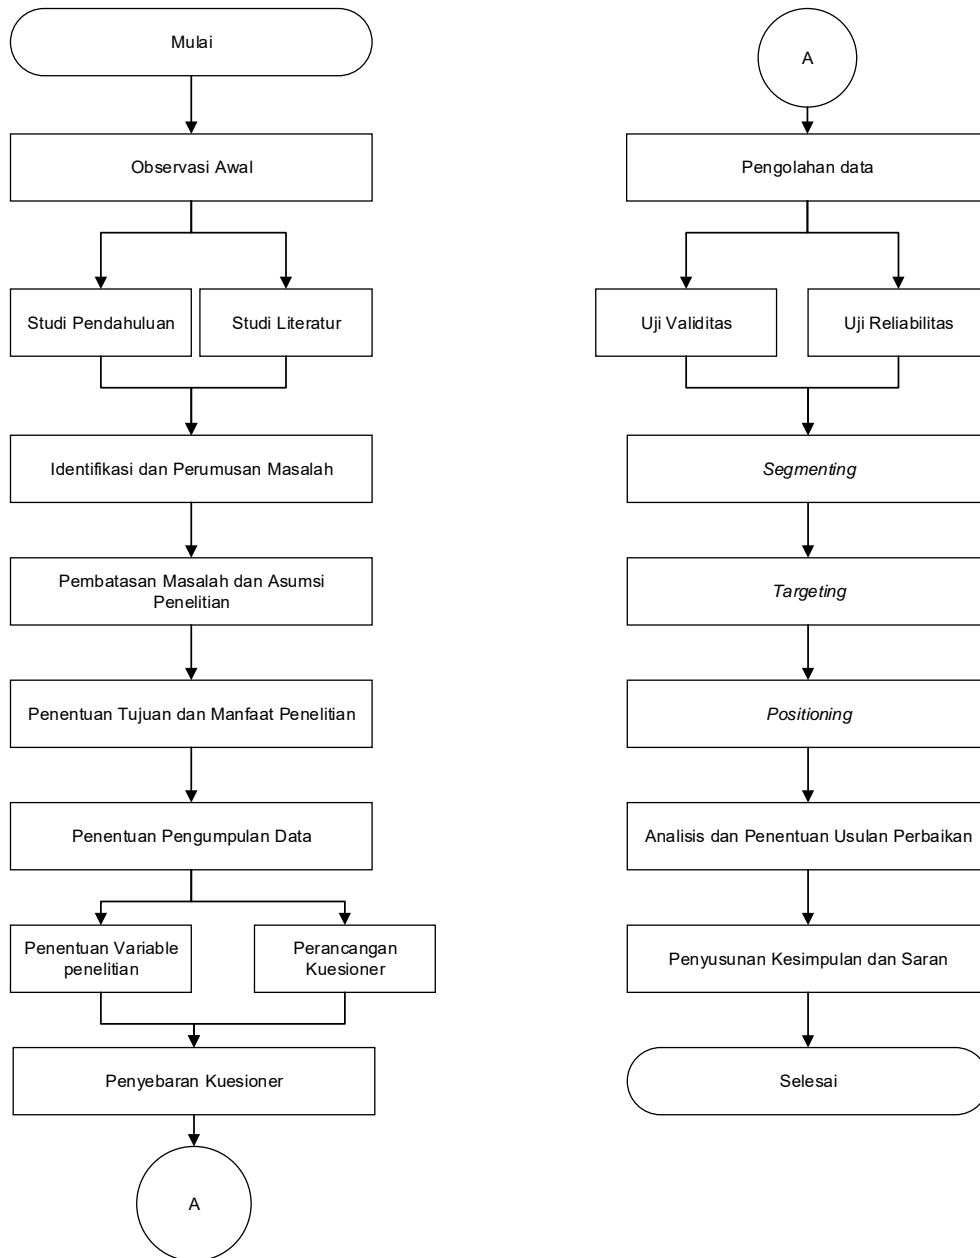 Mulai
Observasi Awal
Studi Pendahuluan
Studi Literatur
Identifikasi dan Perumusan Masalah
Pembatasan Masalah dan Asumsi
Penelitian
Penentuan Tujuan dan Manfaat Penelitian
Penentuan Pengumpulan Data
Penentuan Variable
penelitian
Perancangan
Kuesioner
Penyebaran Kuesioner
A
A
Pengolahan data
Uji Validitas
Uji Reliabilitas
Segmenting
Targeting
Positioning
Analisis dan Penentuan Usulan Perbaikan
Penyusunan Kesimpulan dan Saran
Selesai